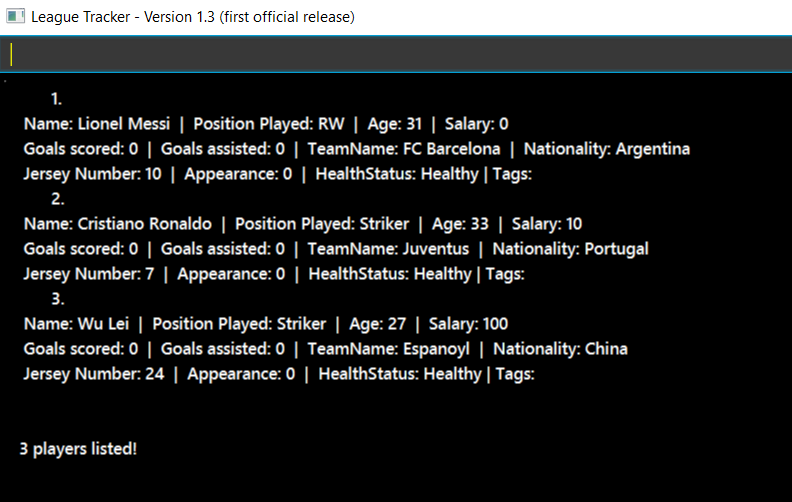 League Tracker - Version 1.3 (first official release)
1.
Name: Lionel Messi | Position Played: RW | Age: 31 | Salary: 0
Goals scored: 0 | Goals assisted: 0 | TeamName: FC Barcelona | Nationality: Argentina
Jersey Number: 10 | Appearance: 0 | HealthStatus: Healthy | Tags:
2.
Name: Cristiano Ronaldo | Position Played: Striker | Age: 33 | Salary: 10
Goals scored: 0 | Goals assisted: 0 | TeamName: Juventus | Nationality: Portugal
Jersey Number: 7 | Appearance: 0 | HealthStatus: Healthy | Tags:
3.
Name: Wu Lei | Position Played: Striker | Age: 27 | Salary: 100
Goals scored: 0 | Goals assisted: 0 | TeamName: Espanoyl | Nationality: China
Jersey Number: 24 | Appearance: 0 | HealthStatus: Healthy | Tags:
3 players listed!